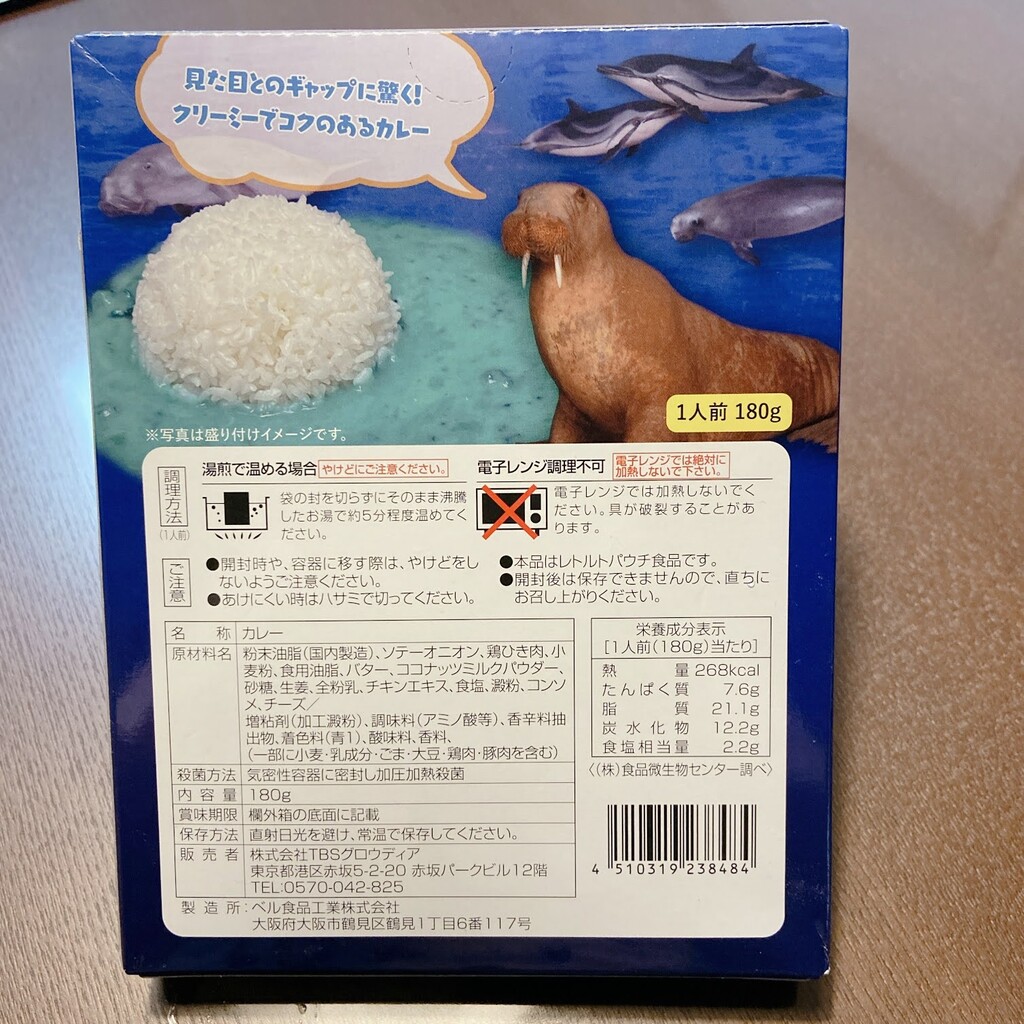 見た目とのギャップに驚く!
クリーミーでコクのあるカレー
1人前 180g
※写真は盛り付けイメージです。
調理方法
(1人前)
湯煎で温める場合 やけどにご注意ください。
袋の封を切らずにそのまま沸騰
したお湯で約5分程度温めてく
ださい。
電子レンジ調理不可 電子レンジでは絶対に
加熱しないで下さい。
電子レンジでは加熱しないでく
ださい。具が破裂することがあ
ります。
ご注意
●開封時や、容器に移す際は、やけどをし
ないようご注意ください。
●あけにくい時はハサミで切ってください。
●本品はレトルトパウチ食品です。
●開封後は保存できませんので、直ちに
お召し上がりください。
名称 カレー
原材料名 粉末油脂(国内製造)、ソテーオニオン、鶏ひき肉、小
麦粉、食用油脂、バター、ココナッツミルクパウダー、
砂糖、生姜、全粉乳、チキンエキス、食塩、澱粉、コンソ
メ、チーズ/
増粘剤(加工澱粉)、調味料(アミノ酸等)、香辛料抽
出物、着色料(青1)、酸味料、香料、
(一部に小麦・乳成分・ごま・大豆・鶏肉・豚肉を含む)
殺菌方法 気密性容器に密封し加圧加熱殺菌
内容量 180g
賞味期限 欄外箱の底面に記載
保存方法 直射日光を避け、常温で保存してください。
販売者 株式会社TBSグロウディア
東京都港区赤坂5-2-20 赤坂パークビル12階
TEL:0570-042-825
製造所:ベル食品工業株式会社
大阪府大阪市鶴見区鶴見1丁目6番117号
栄養成分表示
[1人前(180g)当たり]
熱量 268kcal
たんぱく質 7.6g
脂質 21.1g
炭水化物 12.2g
食塩相当量 2.2g
〈(株)食品微生物センター調べ〉
4 510319 238484